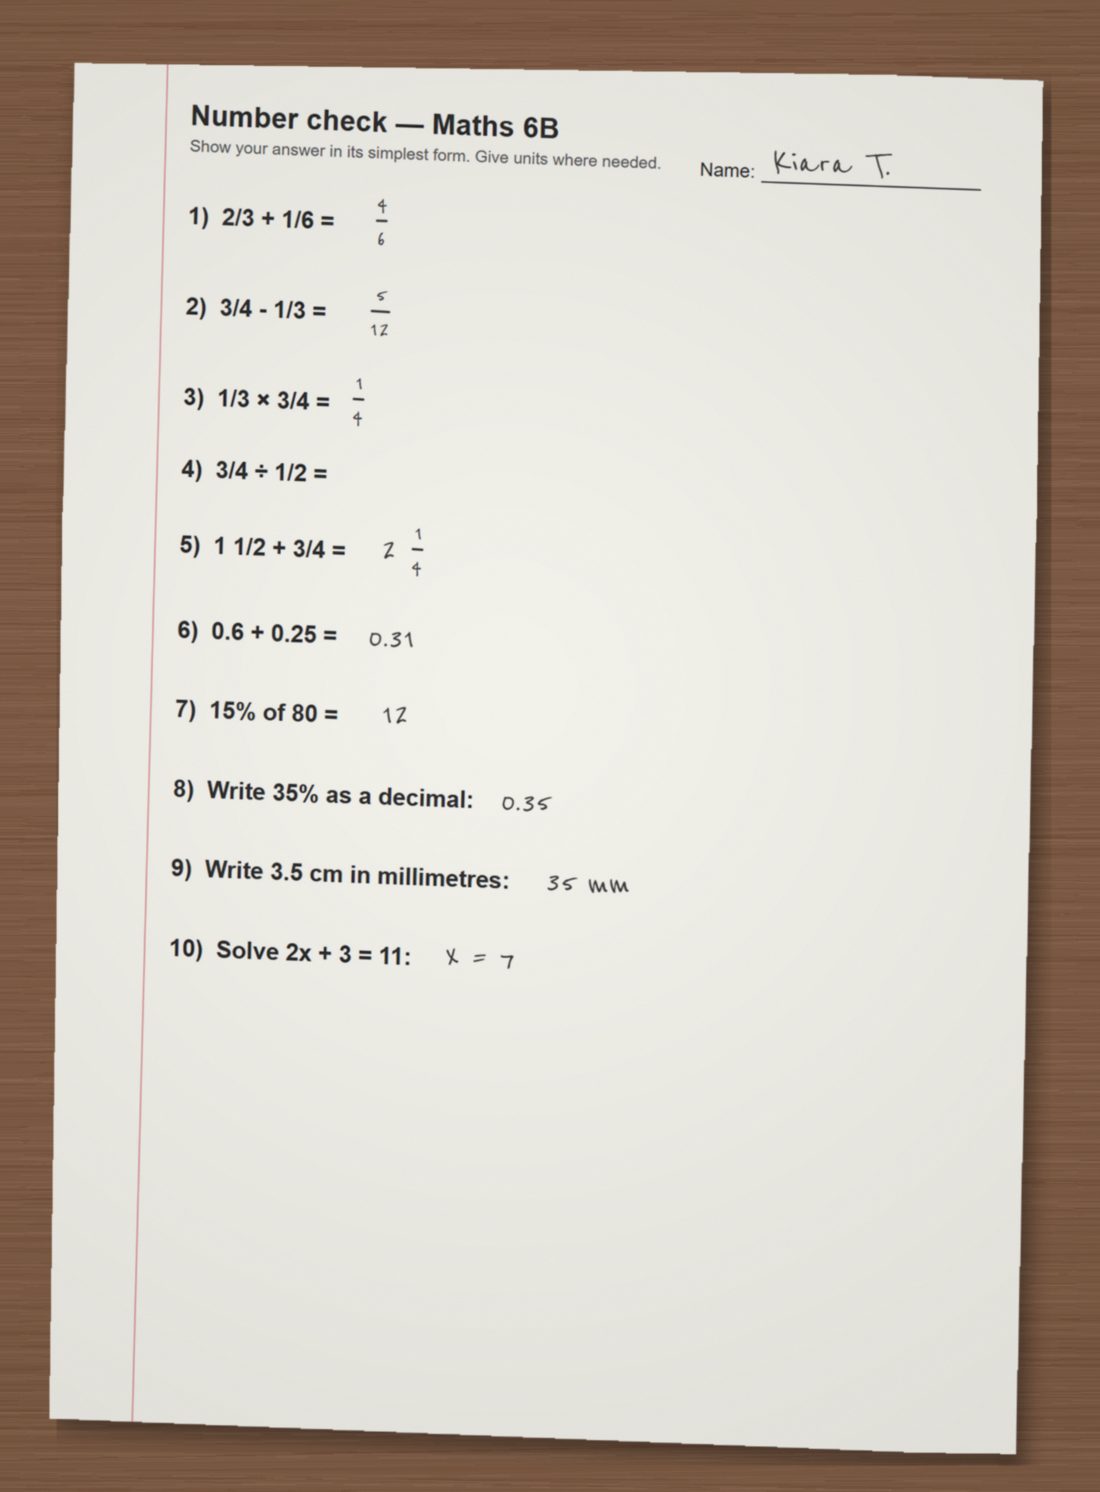 Number check — Maths 6B
Show your answer in its simplest form. Give units where needed.
Name: Kiara T.
1) 2/3 + 1/6 = 4/6
2) 3/4 - 1/3 = 5/12
3) 1/3 × 3/4 = 1/4
4) 3/4 ÷ 1/2 =
5) 1 1/2 + 3/4 = 2 1/4
6) 0.6 + 0.25 = 0.31
7) 15% of 80 = 12
8) Write 35% as a decimal: 0.35
9) Write 3.5 cm in millimetres: 35 mm
10) Solve 2x + 3 = 11: x = 7